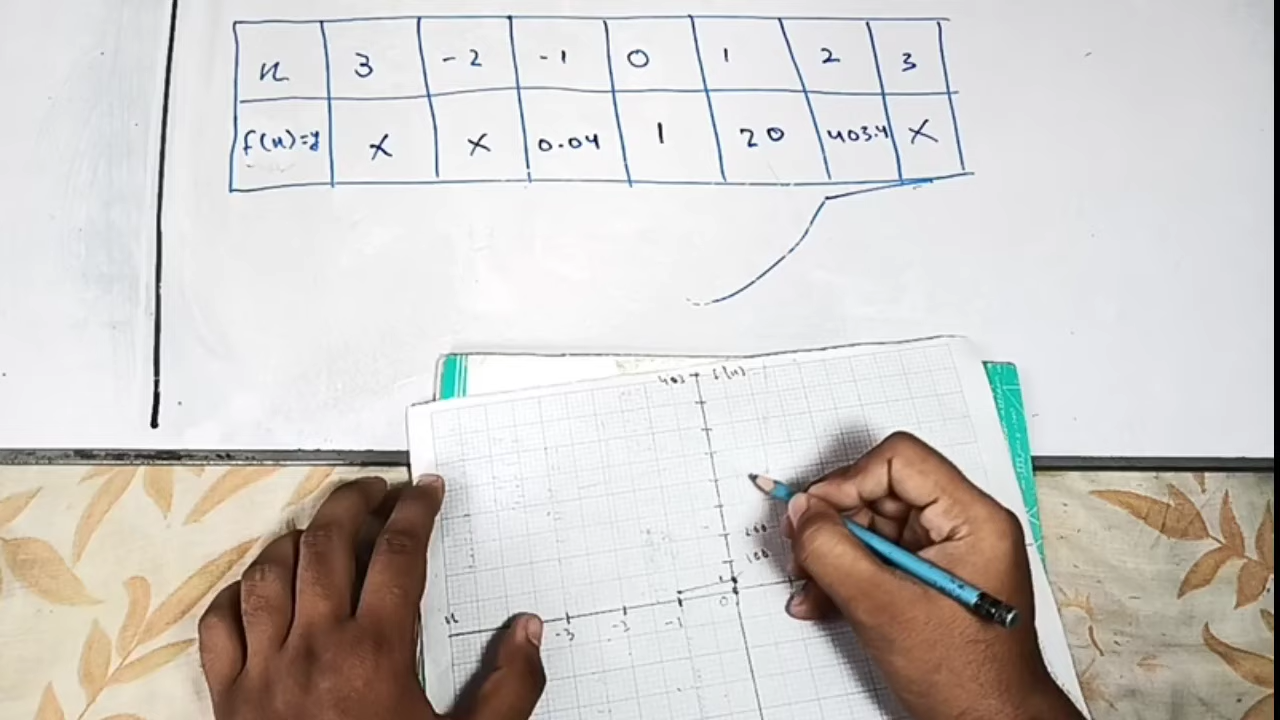 x 3 -2 -1 0 1 2 3
f(x)=y × × 0.04 1 20 403.4 ×
403 f(x)
200
100
1
0
x -3 -2 -1